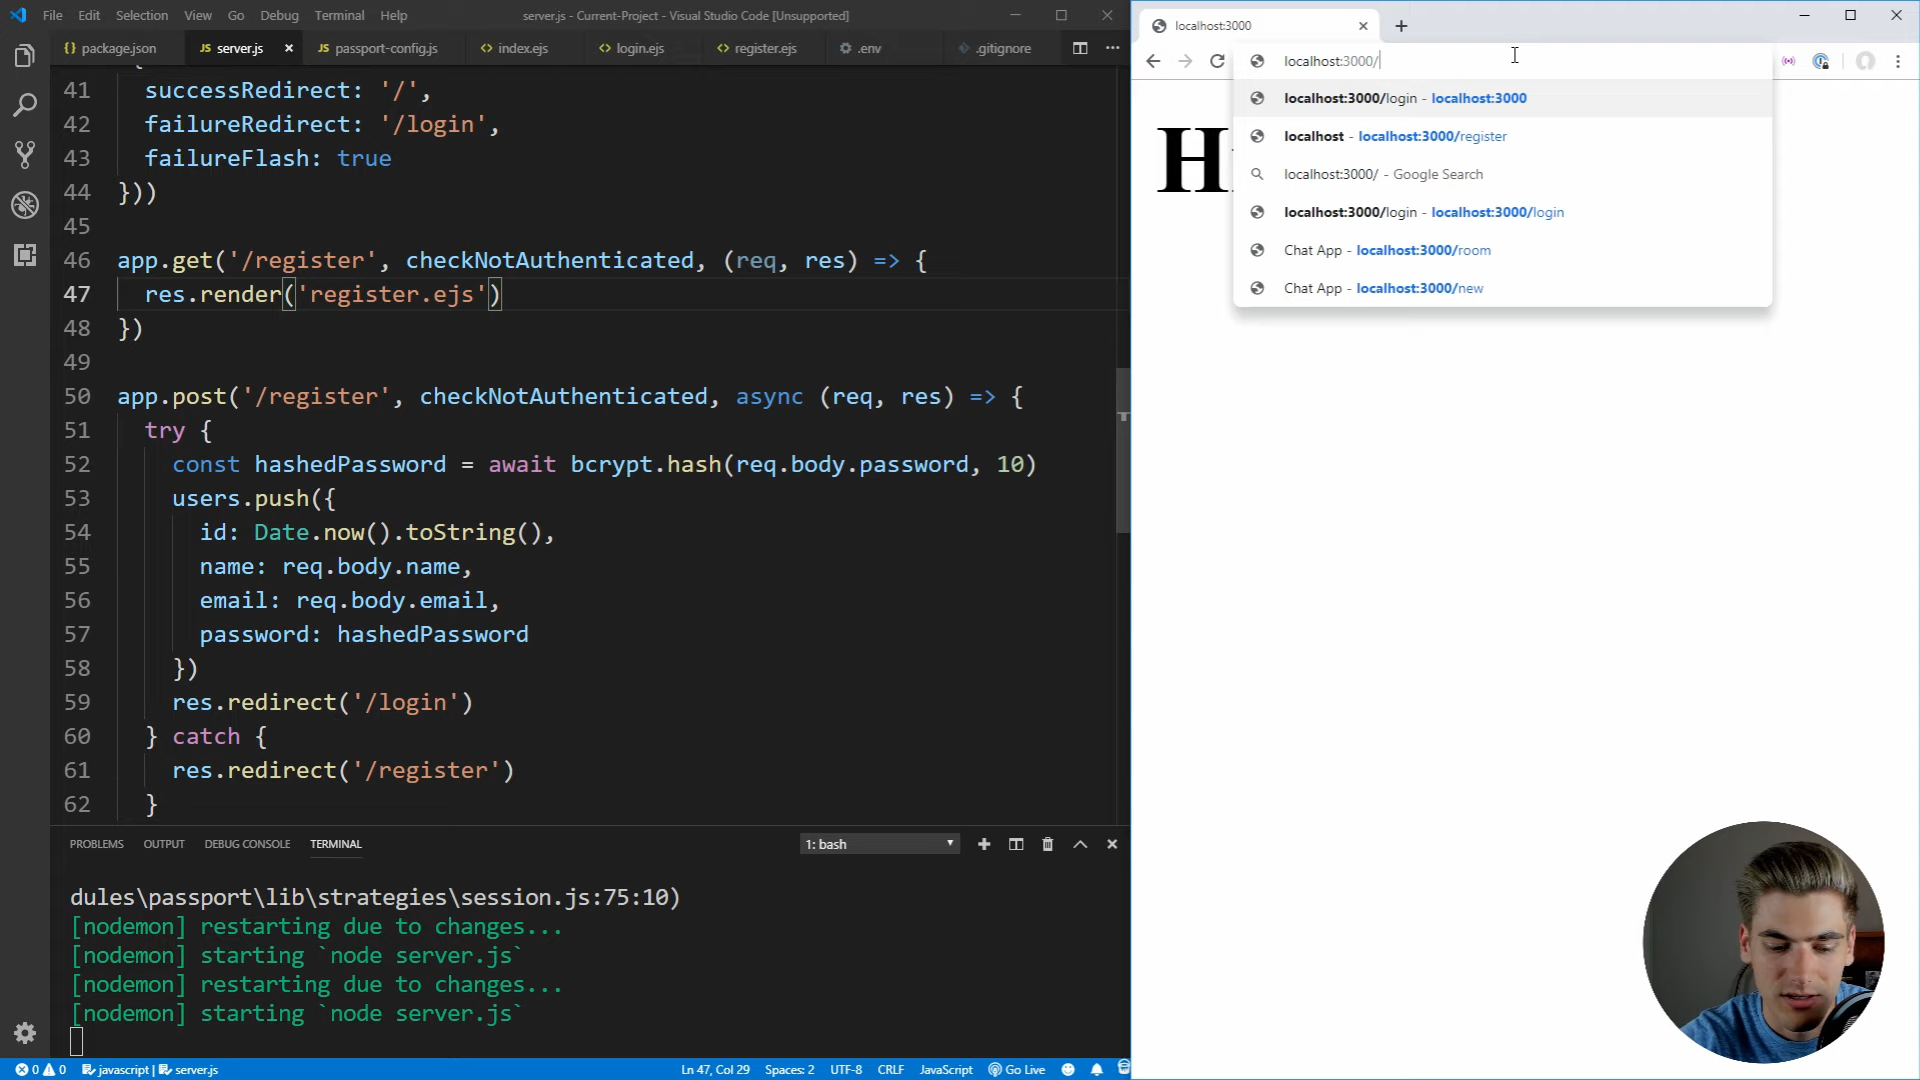 File Edit Selection View Go Debug Terminal Help server.js - Current-Project - Visual Studio Code [Unsupported]
package.json JS server.js JS passport-config.js index.ejs login.ejs register.ejs .env .gitignore
41 successRedirect: '/',
42 failureRedirect: '/login',
43 failureFlash: true
44 }))
45
46 app.get('/register', checkNotAuthenticated, (req, res) => {
47 res.render('register.ejs')
48 })
49
50 app.post('/register', checkNotAuthenticated, async (req, res) => {
51 try {
52 const hashedPassword = await bcrypt.hash(req.body.password, 10)
53 users.push({
54 id: Date.now().toString(),
55 name: req.body.name,
56 email: req.body.email,
57 password: hashedPassword
58 })
59 res.redirect('/login')
60 } catch {
61 res.redirect('/register')
62 }
PROBLEMS OUTPUT DEBUG CONSOLE TERMINAL 1: bash
dules\passport\lib\strategies\session.js:75:10)
[nodemon] restarting due to changes...
[nodemon] starting `node server.js`
[nodemon] restarting due to changes...
[nodemon] starting `node server.js`
0 0 javascript | server.js Ln 47, Col 29 Spaces: 2 UTF-8 CRLF JavaScript Go Live
localhost:3000
localhost:3000/
localhost:3000/login - localhost:3000
localhost - localhost:3000/register
localhost:3000/ - Google Search
localhost:3000/login - localhost:3000/login
Chat App - localhost:3000/room
Chat App - localhost:3000/new